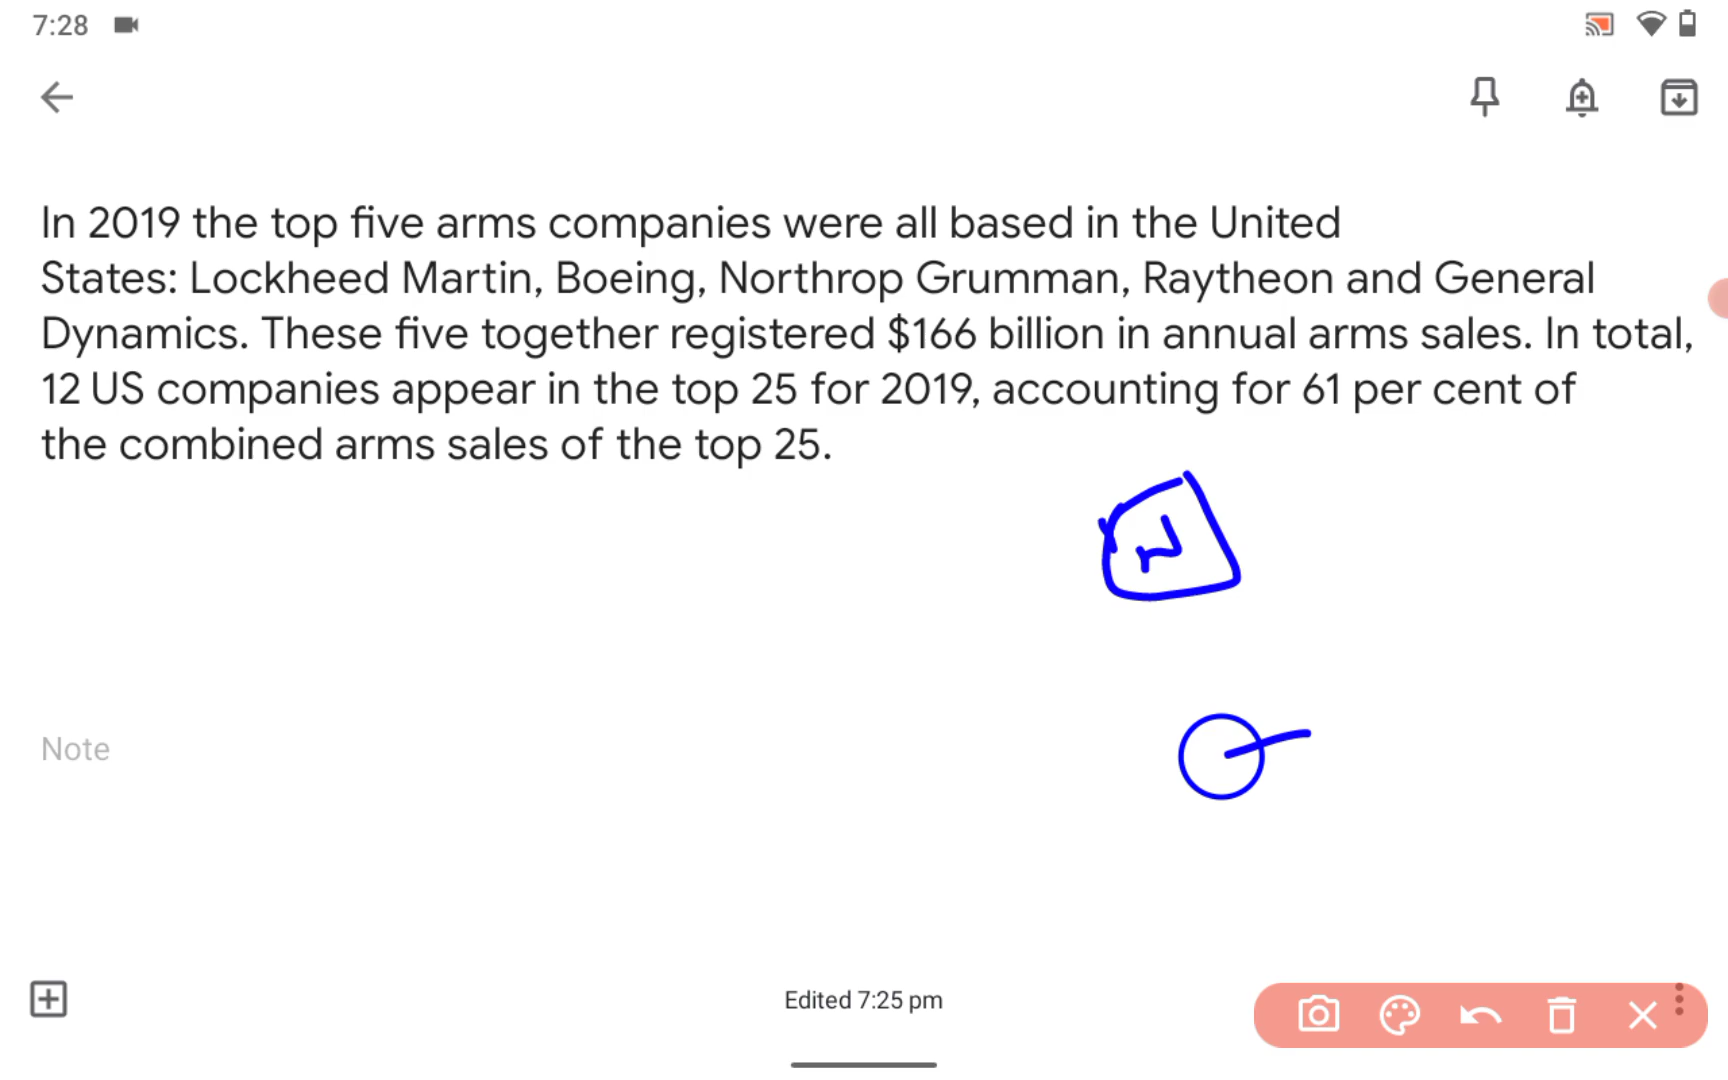 7:28
In 2019 the top five arms companies were all based in the United
States: Lockheed Martin, Boeing, Northrop Grumman, Raytheon and General
Dynamics. These five together registered $166 billion in annual arms sales. In total,
12 US companies appear in the top 25 for 2019, accounting for 61 per cent of
the combined arms sales of the top 25.
Note
Edited 7:25 pm